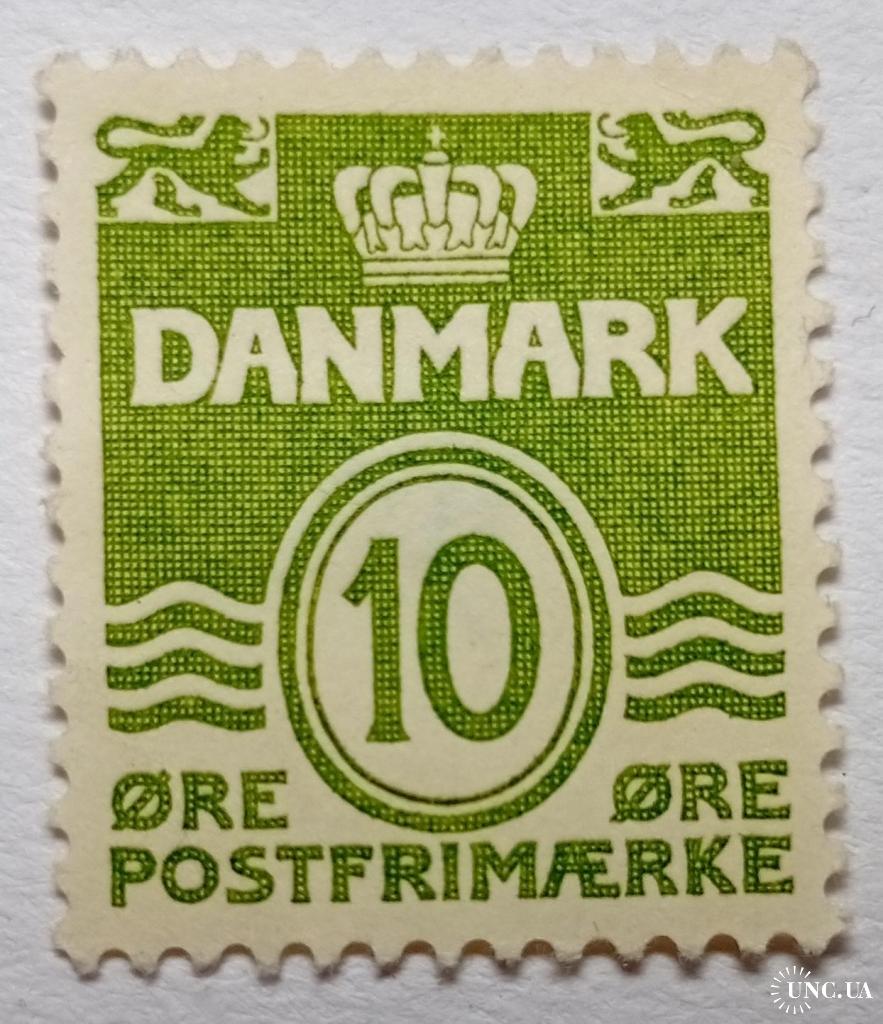 DANMARK
10
ØRE ØRE
POSTFRIMÆRKE
UNC.UA